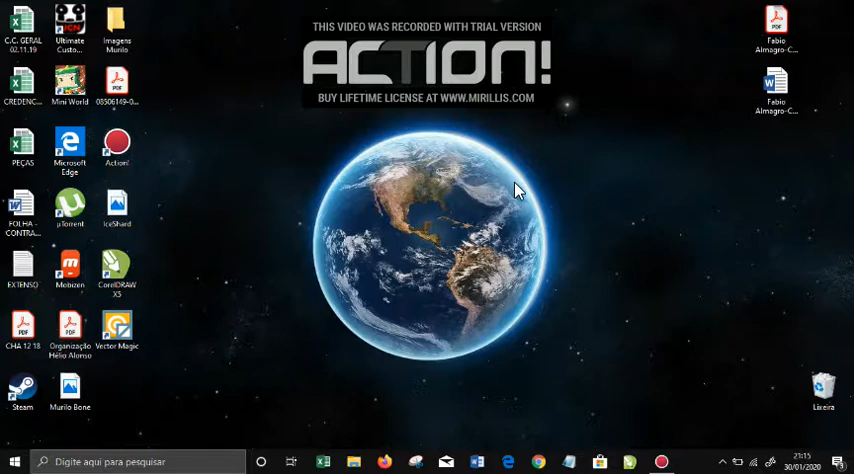 THIS VIDEO WAS RECORDED WITH TRIAL VERSION
ACTION!
BUY LIFETIME LICENSE AT WWW.MIRILLIS.COM
C.C. GERAL
02.11.19
Ultimate
Custo...
Imagens
Murilo
Fabio
Almagro-C...
CREDENC...
Mini World
08506149-0...
Fabio
Almagro-C...
PEÇAS
Microsoft
Edge
Action!
FOLHA -
CONTRA...
µTorrent
IceShard
EXTENSO
Mobizen
CorelDRAW
X5
CHA 12 18
Organização
Hélio Alonso
Vector Magic
Steam
Murilo Bone
Lixeira
Digite aqui para pesquisar
21:15
30/01/2020